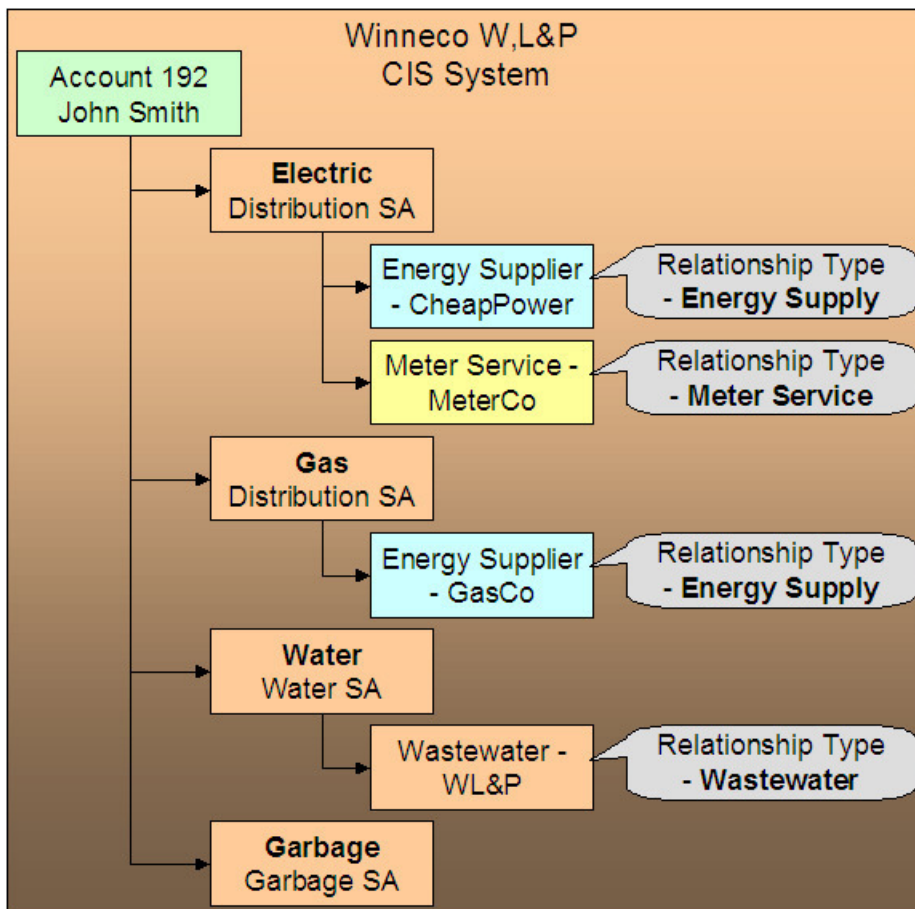 Winneco W,L&P
CIS System
Account 192
John Smith
Electric
Distribution SA
Energy Supplier
- CheapPower
Relationship Type
- Energy Supply
Meter Service -
MeterCo
Relationship Type
- Meter Service
Gas
Distribution SA
Energy Supplier
- GasCo
Relationship Type
- Energy Supply
Water
Water SA
Wastewater -
WL&P
Relationship Type
- Wastewater
Garbage
Garbage SA